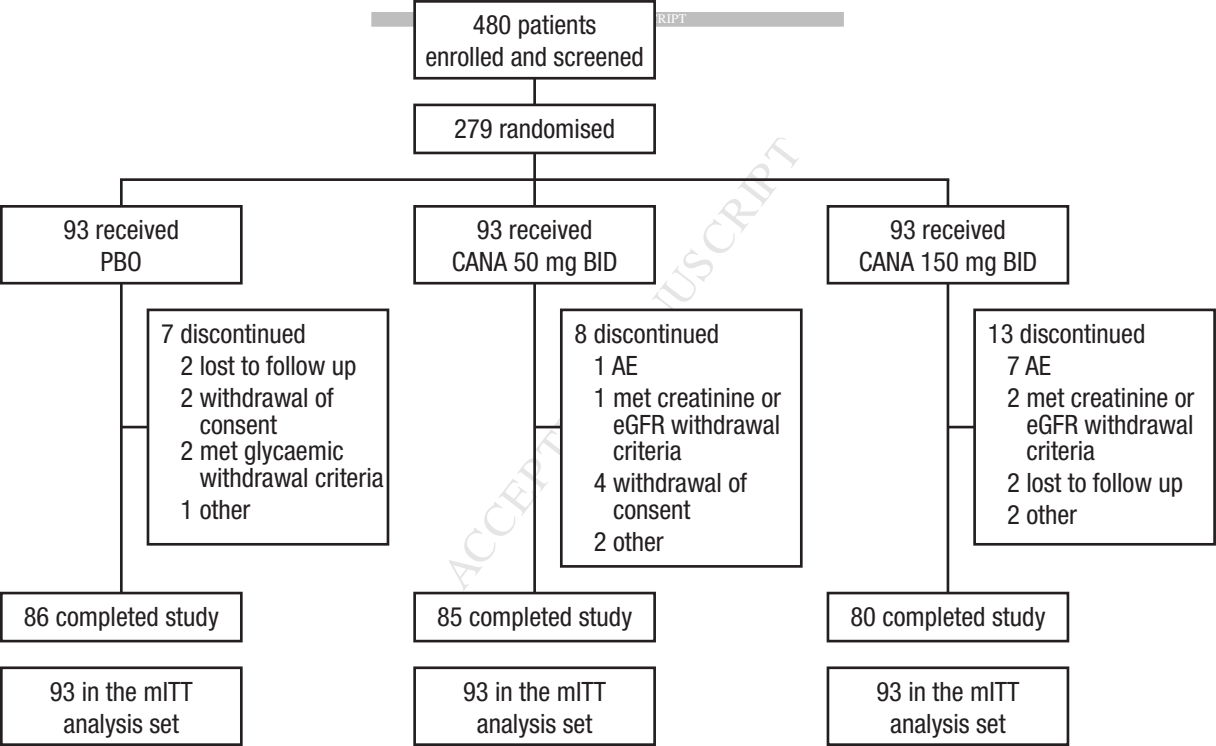 480 patients
enrolled and screened
279 randomised
93 received
PBO
93 received
CANA 50 mg BID
93 received
CANA 150 mg BID
7 discontinued
2 lost to follow up
2 withdrawal of
consent
2 met glycaemic
withdrawal criteria
1 other
8 discontinued
1 AE
1 met creatinine or
eGFR withdrawal
criteria
4 withdrawal of
consent
2 other
13 discontinued
7 AE
2 met creatinine or
eGFR withdrawal
criteria
2 lost to follow up
2 other
86 completed study
85 completed study
80 completed study
93 in the mITT
analysis set
93 in the mITT
analysis set
93 in the mITT
analysis set